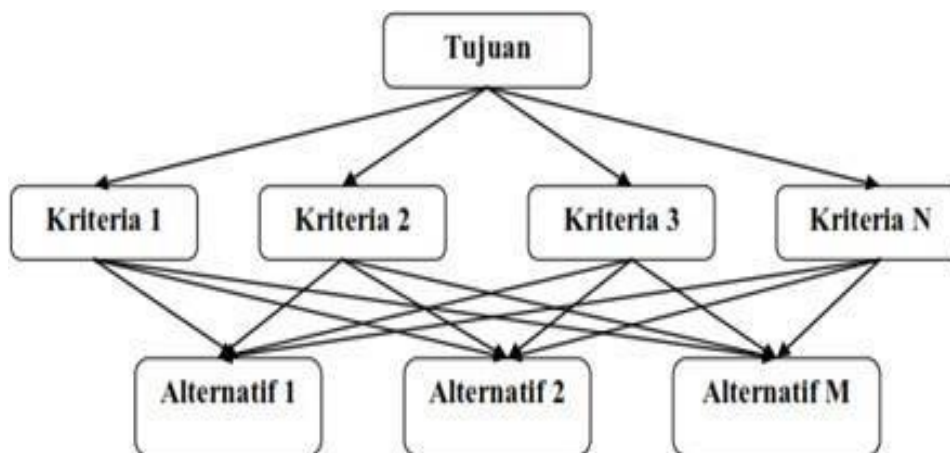 Tujuan
Kriteria 1
Kriteria 2
Kriteria 3
Kriteria N
Alternatif 1
Alternatif 2
Alternatif M